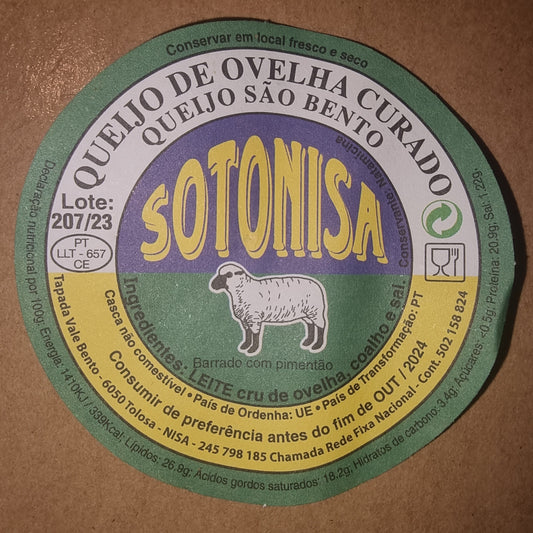 Conservar em local fresco e seco
QUEIJO DE OVELHA CURADO
QUEIJO SÃO BENTO
SOTONISA
Lote:
207/23
PT
LLT - 657
CE
Conservante Natamicina
Ingredientes: LEITE cru de ovelha, coalho e sal.
Barrado com pimentão
Casca não comestível • País de Ordenha: UE • País de Transformação: PT
Consumir de preferência antes do fim de OUT / 2024
Tapada Vale Bento - 6050 Tolosa - NISA - 245 798 185 Chamada Rede Fixa Nacional - Cont. 502 158 824
Declaração nutricional por 100g: Energia: 1410KJ / 339Kcal; Lípidos: 26.9g; Ácidos gordos saturados: 18.2g; Hidratos de carbono: 3.4g; Açúcares: <0.5g; Proteína: 20.9g; Sal: 1.22g.